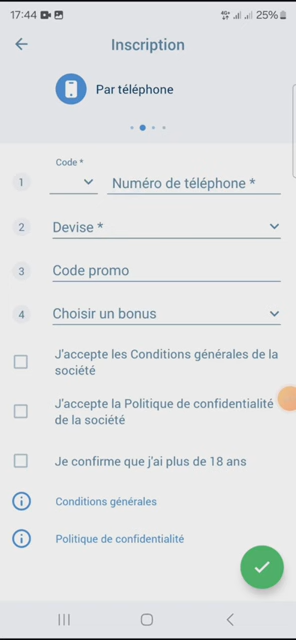 17:44
4G+
25%
Inscription
Par téléphone
Code *
1
Numéro de téléphone *
2
Devise *
3
Code promo
4
Choisir un bonus
J'accepte les Conditions générales de la
société
J'accepte la Politique de confidentialité
de la société
Je confirme que j'ai plus de 18 ans
Conditions générales
Politique de confidentialité